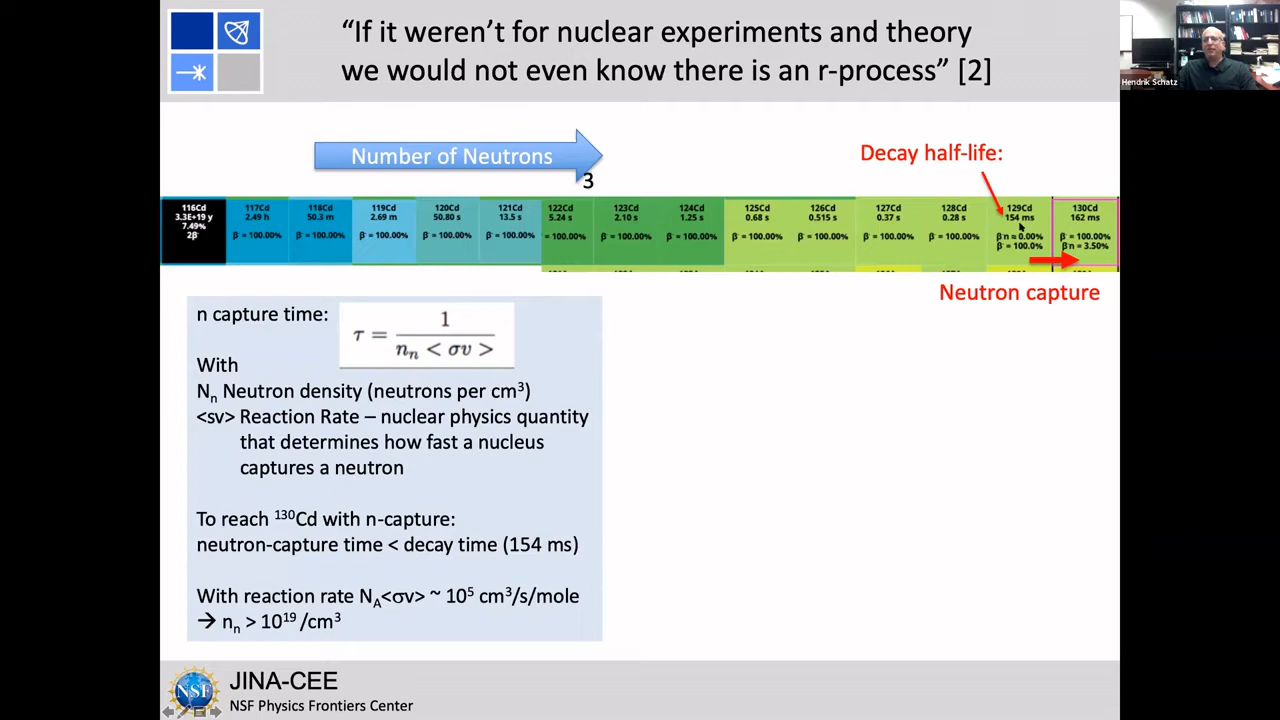 “If it weren’t for nuclear experiments and theory
we would not even know there is an r-process” [2]
Hendrik Schatz
Number of Neutrons
3
Decay half-life:
116Cd
3.3E+19 y
7.49%
2β⁻
117Cd
2.49 h
β⁻ = 100.00%
118Cd
50.3 m
β⁻ = 100.00%
119Cd
2.69 m
β⁻ = 100.00%
120Cd
50.80 s
β⁻ = 100.00%
121Cd
13.5 s
β⁻ = 100.00%
122Cd
5.24 s
= 100.00%
123Cd
2.10 s
β⁻ = 100.00%
124Cd
1.25 s
β⁻ = 100.00%
125Cd
0.68 s
β⁻ = 100.00%
126Cd
0.515 s
β⁻ = 100.00%
127Cd
0.37 s
β⁻ = 100.00%
128Cd
0.28 s
β⁻ = 100.00%
129Cd
154 ms
β⁻n = 0.00%
β⁻ = 100.0%
130Cd
162 ms
β⁻ = 100.00%
β⁻n = 3.50%
Neutron capture
n capture time:
τ = 1 / nₙ < σv >
With
Nₙ Neutron density (neutrons per cm³)
<sv> Reaction Rate – nuclear physics quantity
that determines how fast a nucleus
captures a neutron
To reach ¹³⁰Cd with n-capture:
neutron-capture time < decay time (154 ms)
With reaction rate N_A<σv> ~ 10⁵ cm³/s/mole
→ nₙ > 10¹⁹ /cm³
NSF
JINA-CEE
NSF Physics Frontiers Center